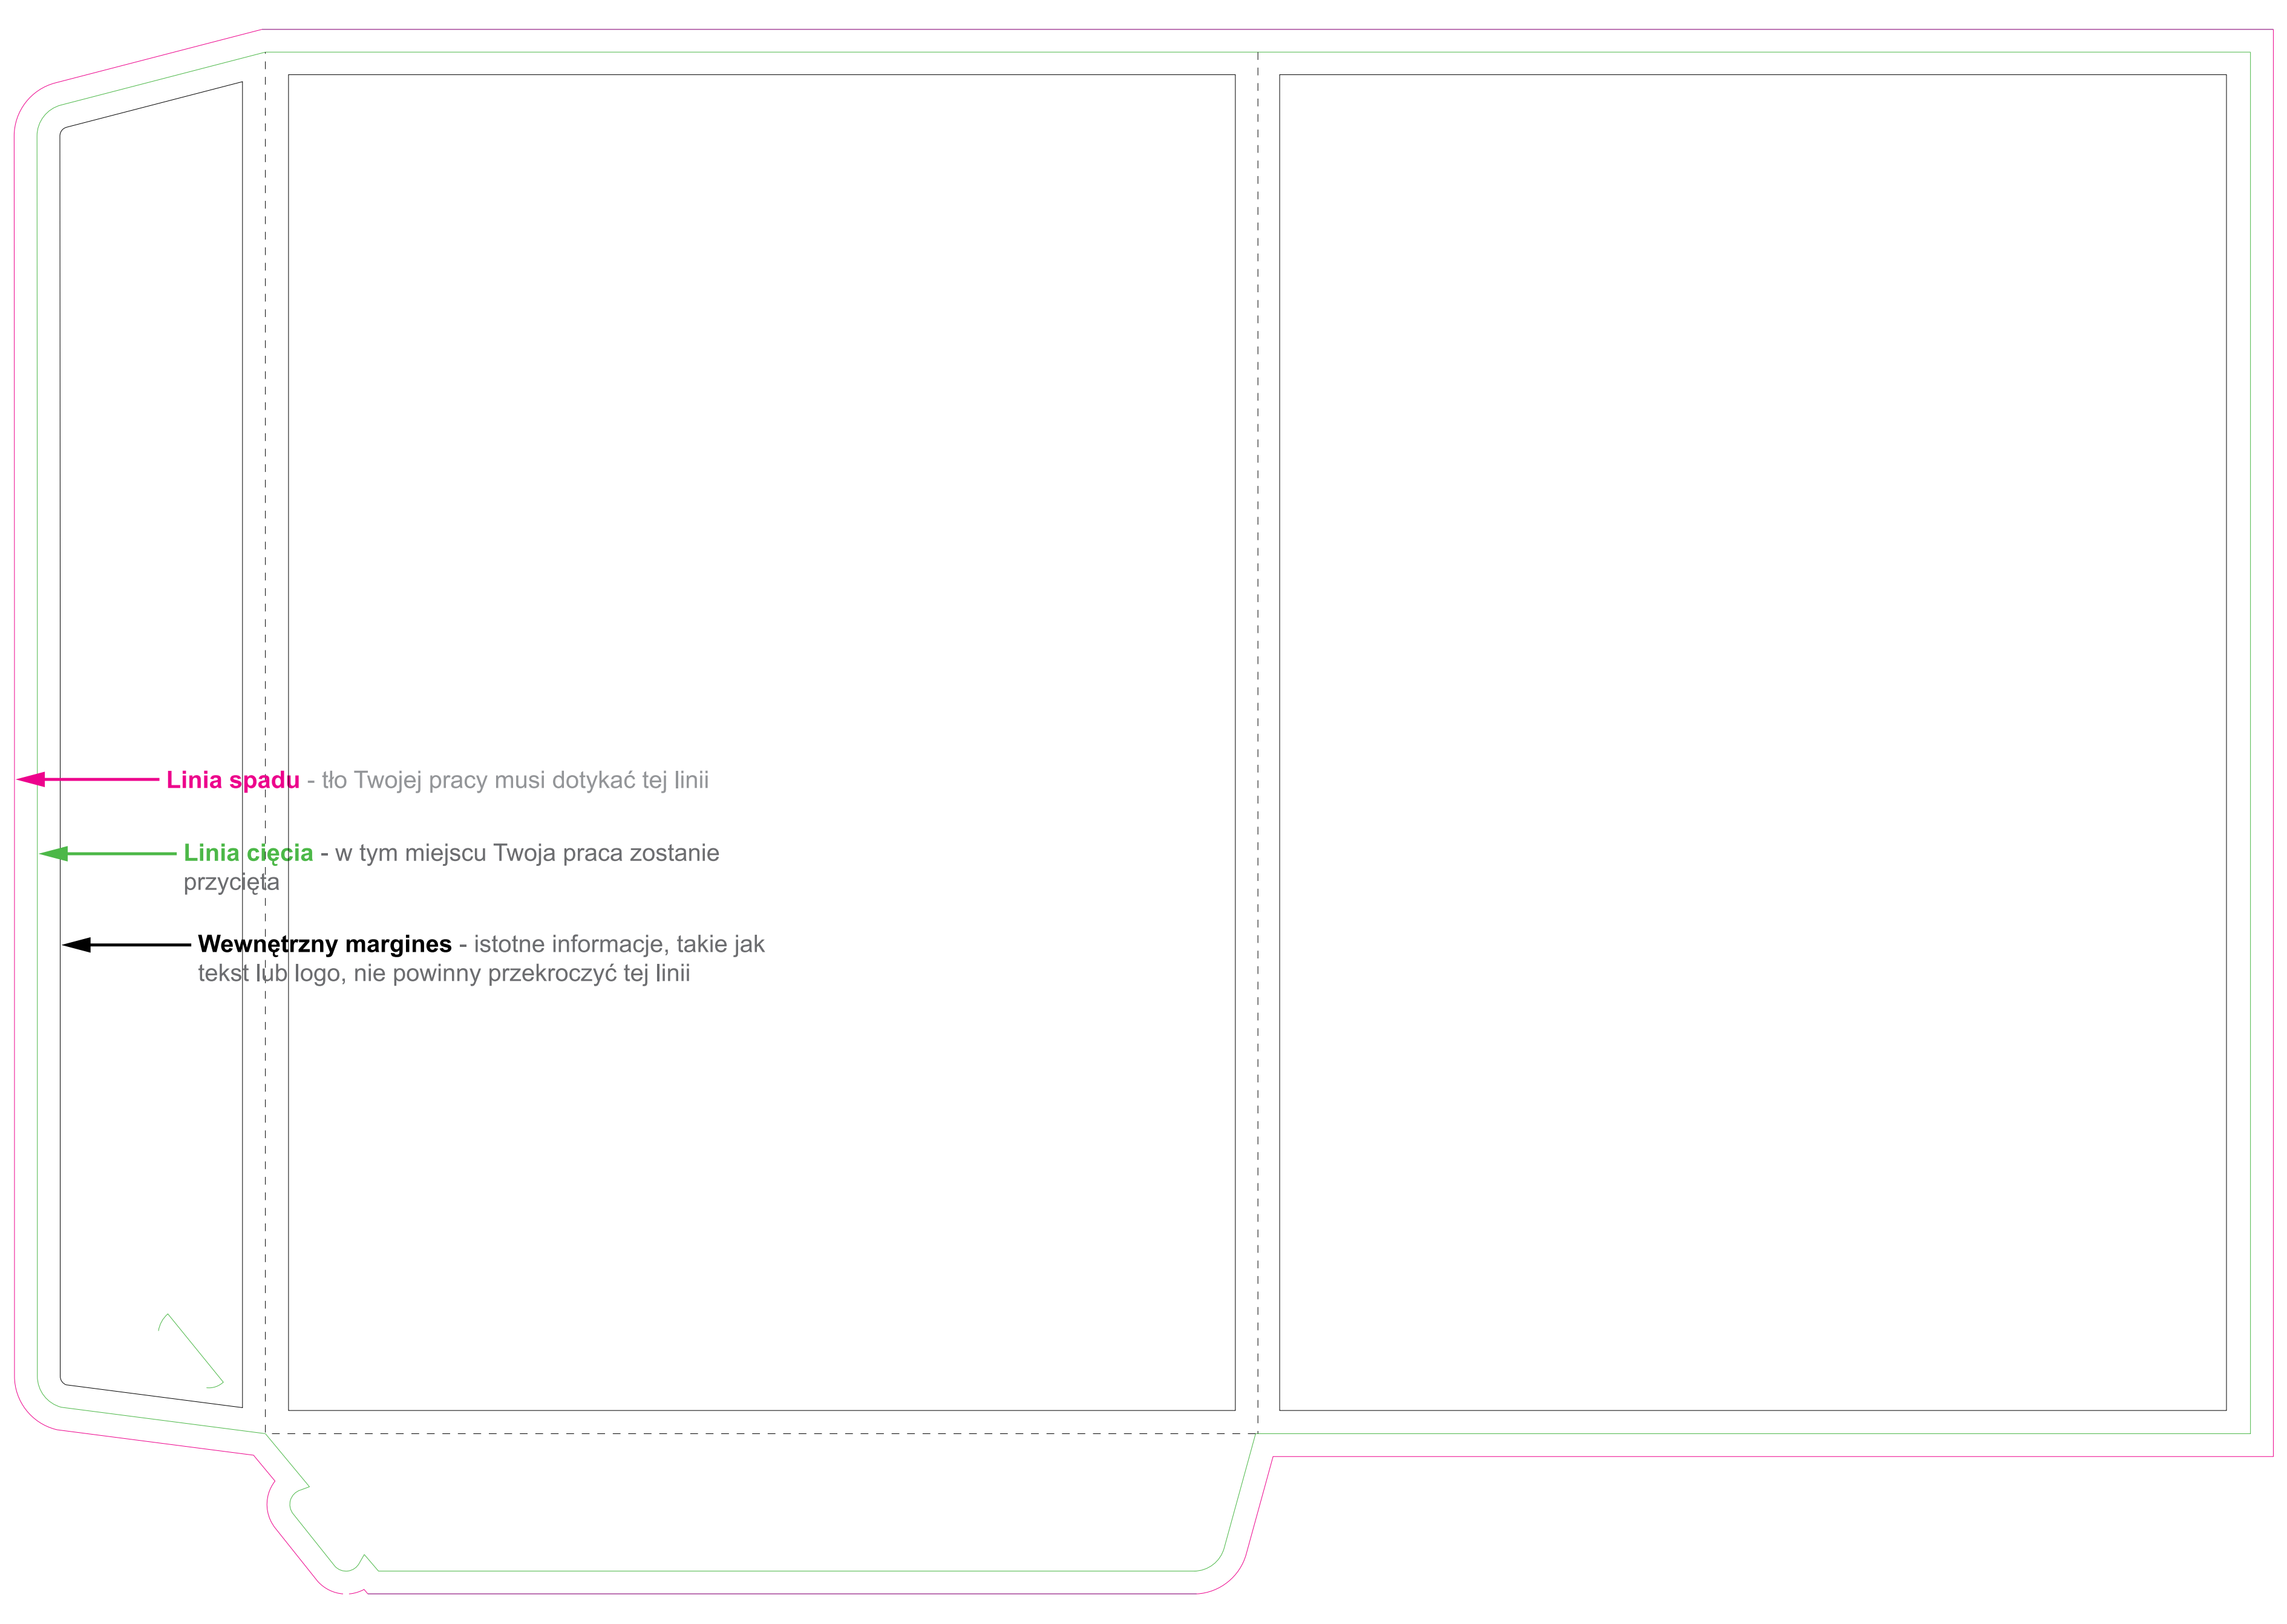 Linia spadu - tło Twojej pracy musi dotykać tej linii
Linia cięcia - w tym miejscu Twoja praca zostanie
przycięta
Wewnętrzny margines - istotne informacje, takie jak
tekst lub logo, nie powinny przekroczyć tej linii